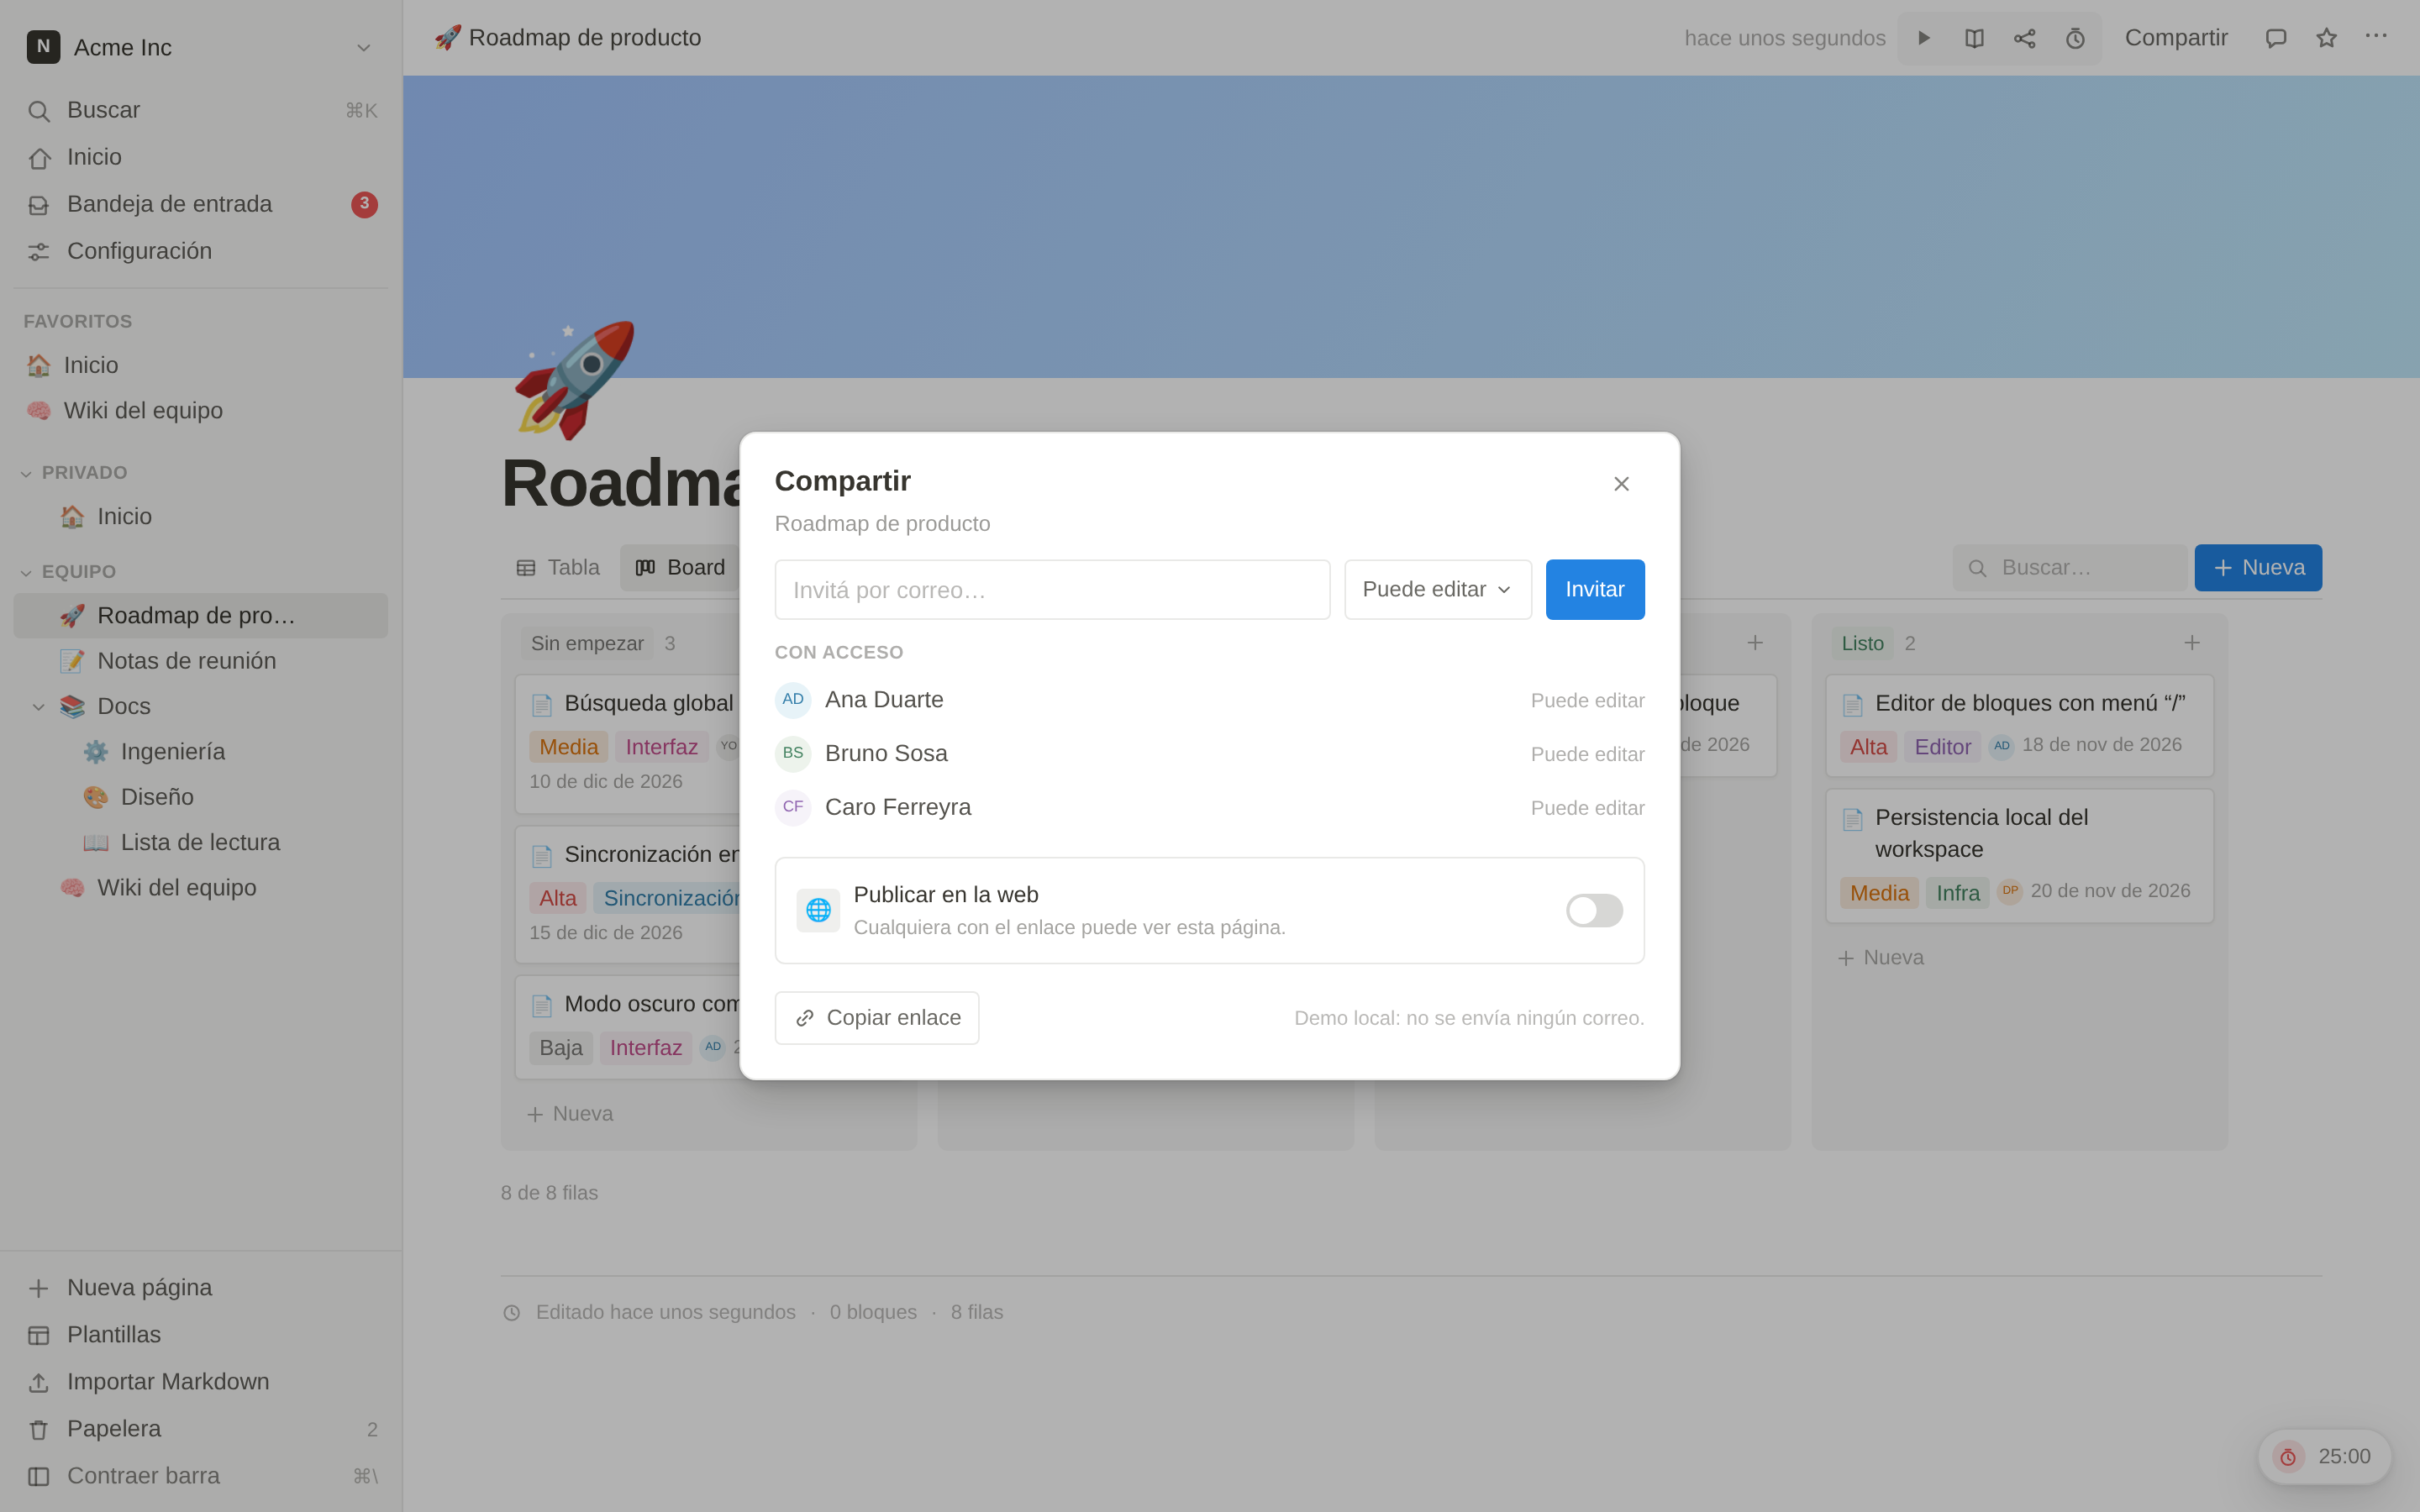 N Acme Inc
Buscar ⌘K
Inicio
Bandeja de entrada 3
Configuración
FAVORITOS
Inicio
Wiki del equipo
PRIVADO
Inicio
EQUIPO
Roadmap de pro…
Notas de reunión
Docs
Ingeniería
Diseño
Lista de lectura
Wiki del equipo
Nueva página
Plantillas
Importar Markdown
Papelera 2
Contraer barra ⌘\
Roadmap de producto
hace unos segundos
Compartir
Tabla
Board
Buscar…
Nueva
Sin empezar 3
Búsqueda global
Media Interfaz YO
10 de dic de 2026
Alta
15 de dic de 2026
Modo oscuro
Baja Interfaz AD
Nueva
de 2026
Listo 2
Editor de bloques con menú “/”
Alta Editor AD 18 de nov de 2026
Persistencia local del
workspace
Media Infra DP 20 de nov de 2026
Nueva
8 de 8 filas
Editado hace unos segundos · 0 bloques · 8 filas
Compartir
Roadmap de producto
Invitá por correo…
Puede editar
Invitar
CON ACCESO
AD Ana Duarte Puede editar
BS Bruno Sosa Puede editar
CF Caro Ferreyra Puede editar
Publicar en la web
Cualquiera con el enlace puede ver esta página.
Copiar enlace
Demo local: no se envía ningún correo.
25:00